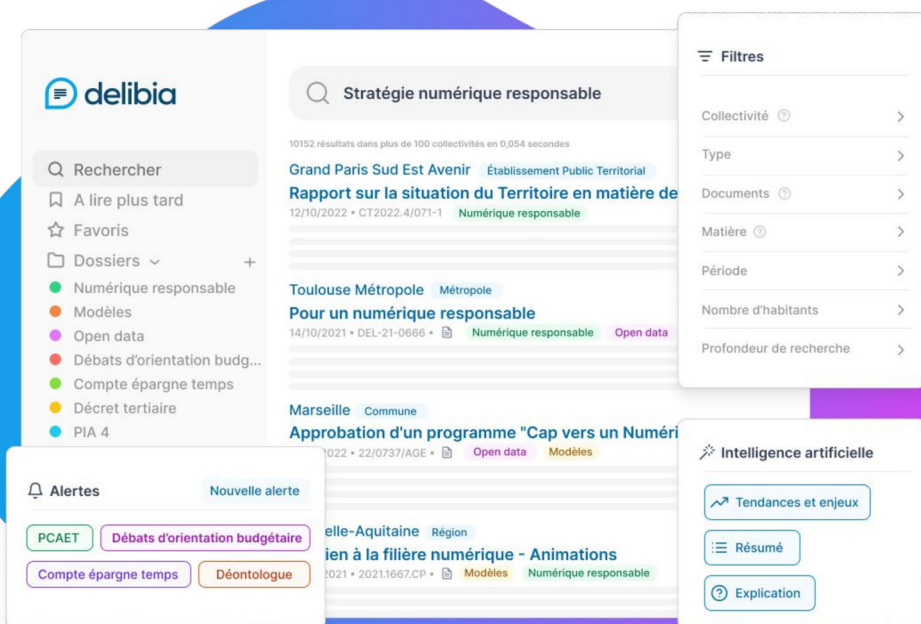 delibia
Rechercher
A lire plus tard
Favoris
Dossiers
Numérique responsable
Modèles
Open data
Débats d'orientation budg...
Compte épargne temps
Décret tertiaire
PIA 4
Alertes
Nouvelle alerte
PCAET
Débats d'orientation budgétaire
Compte épargne temps
Déontologue
Stratégie numérique responsable
10152 résultats dans plus de 100 collectivités en 0,054 secondes
Grand Paris Sud Est Avenir Établissement Public Territorial
Rapport sur la situation du Territoire en matière de
12/10/2022 • CT2022.4/071-1 Numérique responsable
Toulouse Métropole Métropole
Pour un numérique responsable
14/10/2021 • DEL-21-0666 • Numérique responsable Open data
Marseille Commune
Approbation d'un programme "Cap vers un Numéri
022 • 22/0737/AGE • Open data Modèles
elle-Aquitaine Région
ien à la filière numérique - Animations
2021 • 2021.1667.CP • Modèles Numérique responsable
Filtres
Collectivité
Type
Documents
Matière
Période
Nombre d'habitants
Profondeur de recherche
Intelligence artificielle
Tendances et enjeux
Résumé
Explication